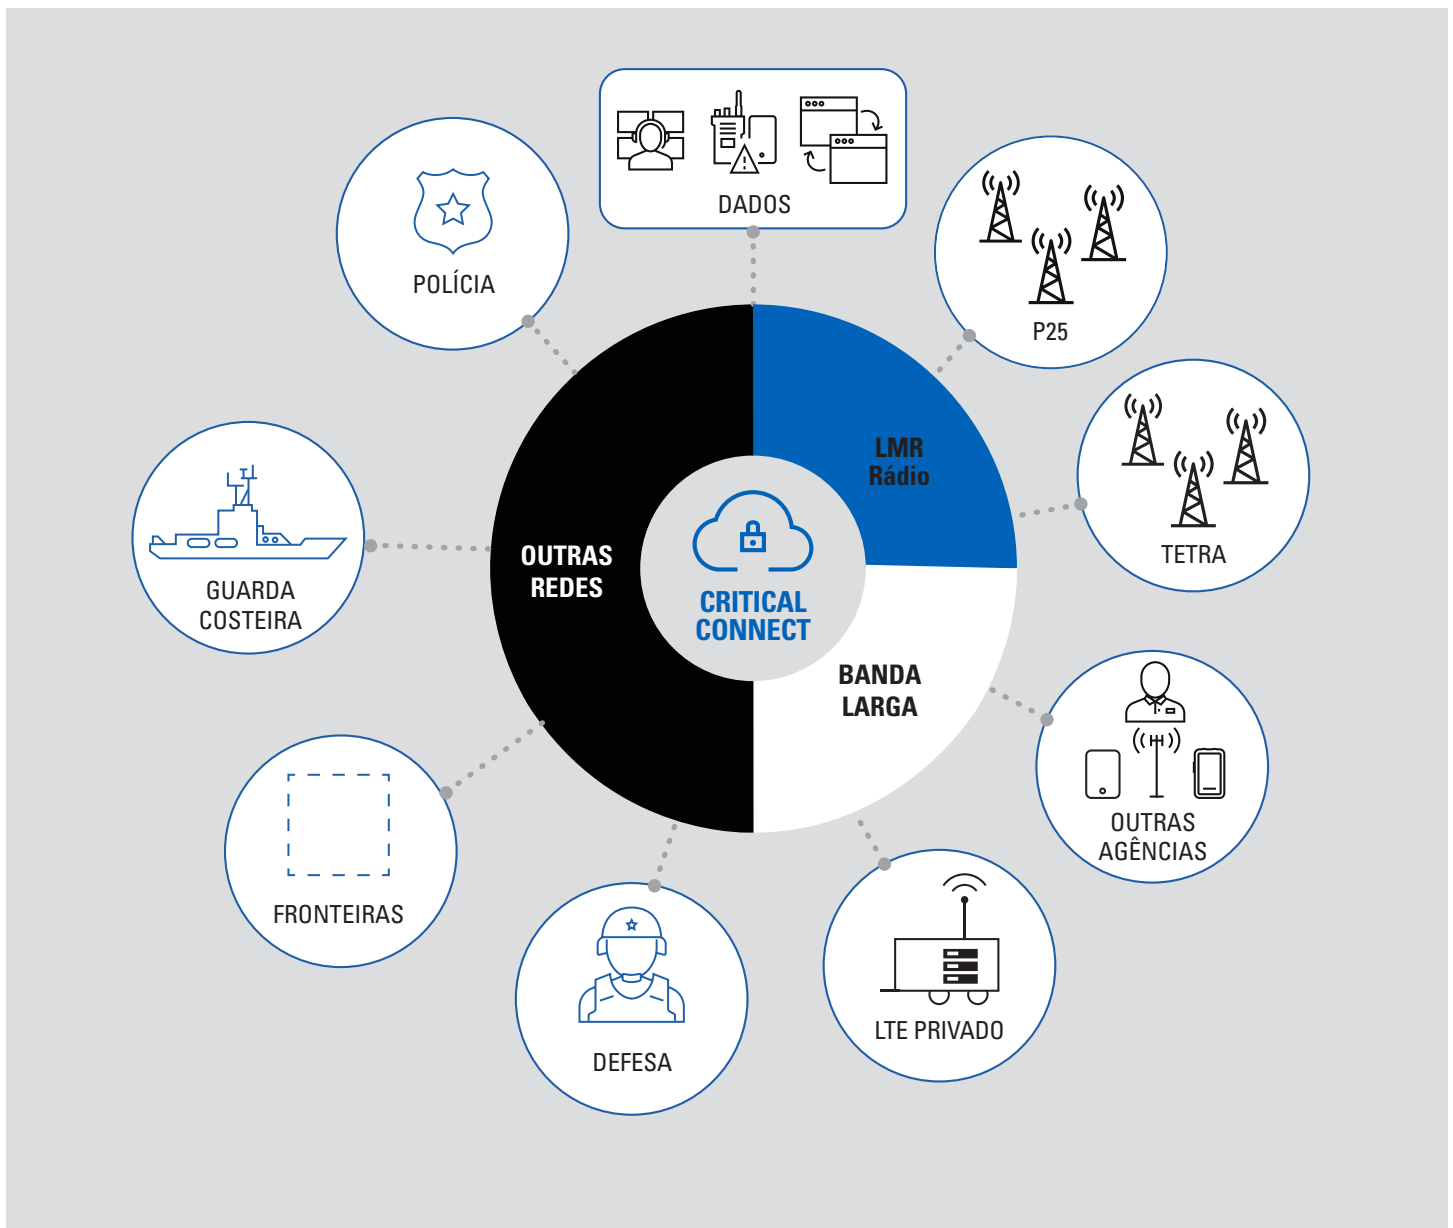 DADOS
POLÍCIA
P25
LMR
Rádio
TETRA
OUTRAS
REDES
GUARDA
COSTEIRA
CRITICAL
CONNECT
BANDA
LARGA
OUTRAS
AGÊNCIAS
FRONTEIRAS
LTE PRIVADO
DEFESA